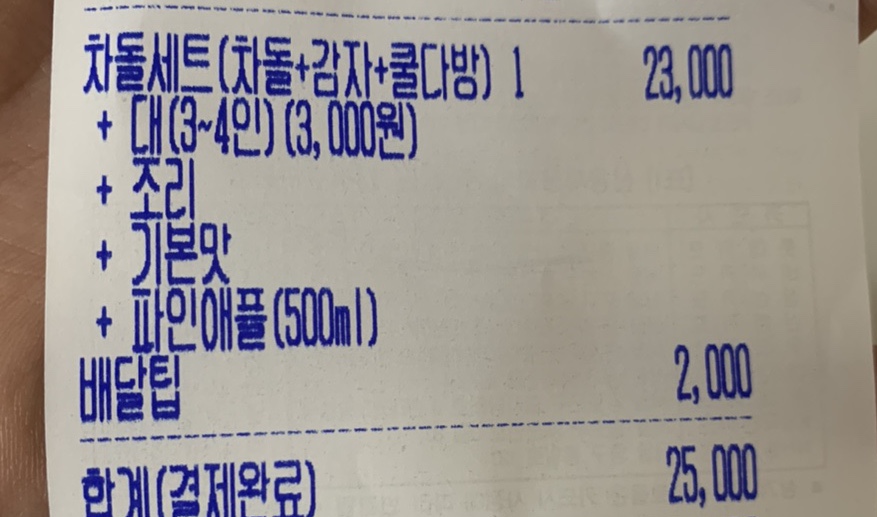 차돌세트(차돌+감자+쿨다방) 1 23,000
+ 대(3~4인)(3,000원)
+ 조리
+ 기본맛
+ 파인애플(500ml)
배달팁 2,000
합계(결제완료) 25,000